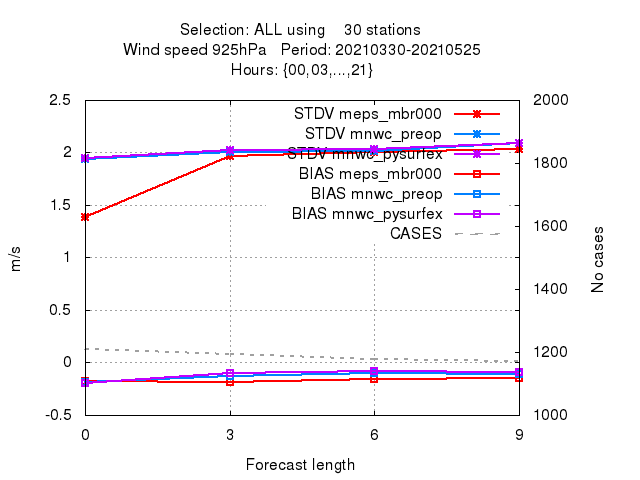 Selection: ALL using 30 stations
Wind speed 925hPa Period: 20210330-20210525
Hours: {00,03,...,21}
2.5
2
1.5
1
0.5
0
-0.5
m/s
2000
1800
1600
1400
1200
1000
No cases
STDV meps_mbr000
STDV mnwc_preop
STDV mnwc_pysurfex
BIAS meps_mbr000
BIAS mnwc_preop
BIAS mnwc_pysurfex
CASES
0 3 6 9
Forecast length